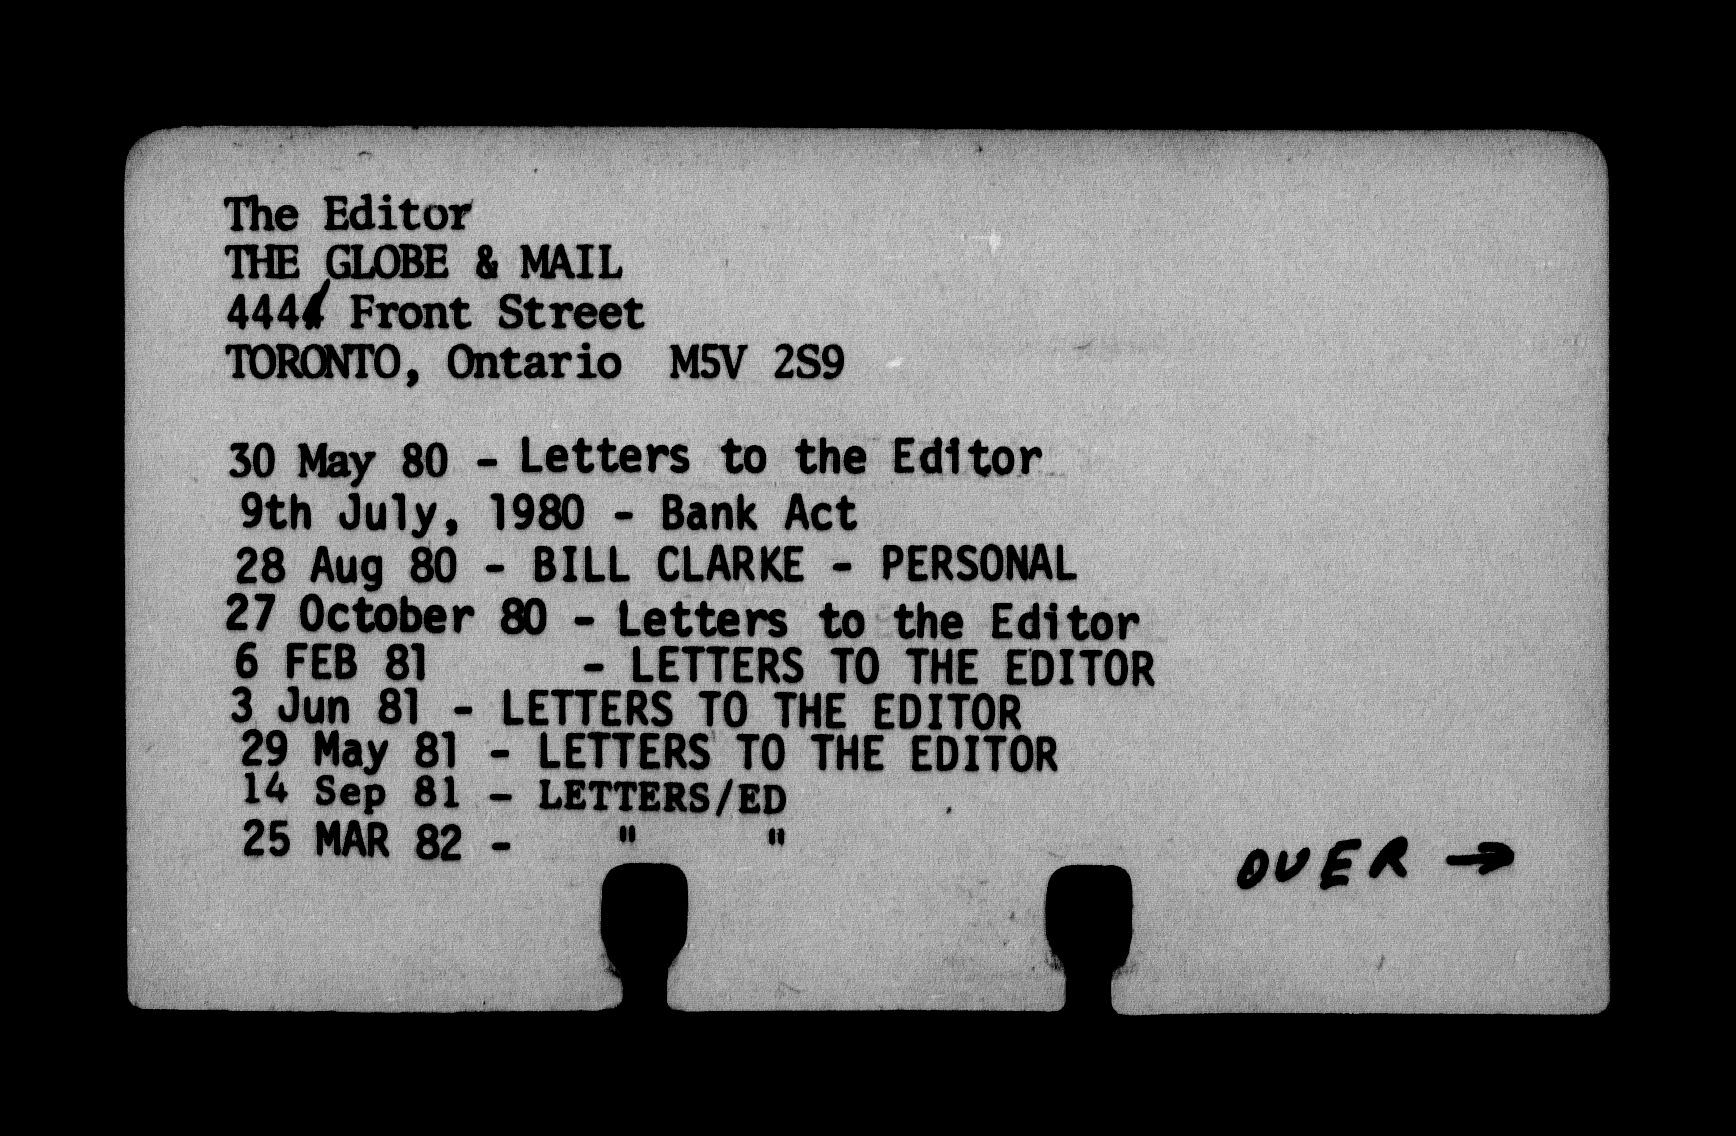 The Editor
THE GLOBE & MAIL
444 Front Street
TORONTO, Ontario  M5V 2S9
30 May 80 - Letters to the Editor
9th July, 1980 - Bank Act
28 Aug 80 - BILL CLARKE - PERSONAL
27 October 80 - Letters to the Editor
6 FEB 81 - LETTERS TO THE EDITOR
3 Jun 81 - LETTERS TO THE EDITOR
29 May 81 - LETTERS TO THE EDITOR
14 Sep 81 - LETTERS/ED
25 MAR 82 - " "
OVER →